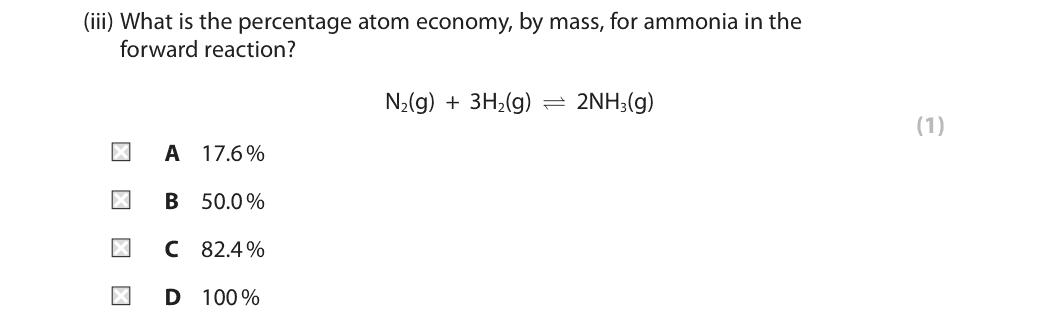 (iii) What is the percentage atom economy, by mass, for ammonia in the
forward reaction?
N₂(g) + 3H₂(g) ⇌ 2NH₃(g)
(1)
A 17.6%
B 50.0%
C 82.4%
D 100%